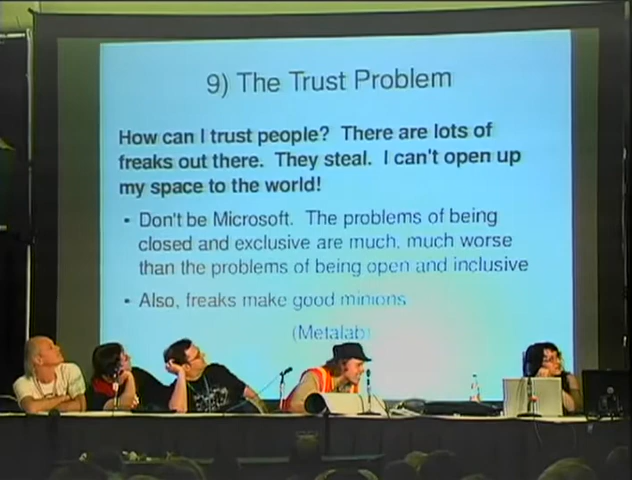 9) The Trust Problem
How can I trust people? There are lots of
freaks out there. They steal. I can't open up
my space to the world!
• Don't be Microsoft. The problems of being
closed and exclusive are much, much worse
than the problems of being open and inclusive
• Also, freaks make good minions
(Metalab)